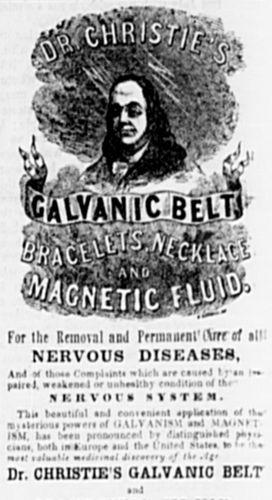 DR. CHRISTIE'S
GALVANIC BELT,
BRACELETS, NECKLACE
AND
MAGNETIC FLUID.
For the Removal and Permanent Cure of all
NERVOUS DISEASES,
And of those Complaints which are caused by an im-
paired, weakened or unhealthy condition of the
NERVOUS SYSTEM.
This beautiful and convenient application of the
mysterious powers of GALVANISM and MAGNET-
ISM, has been pronounced by distinguished physi-
cians, both in Europe and the United States, to be the
most valuable medicinal discovery of the Age
Dr. CHRISTIE'S GALVANIC BELT
and